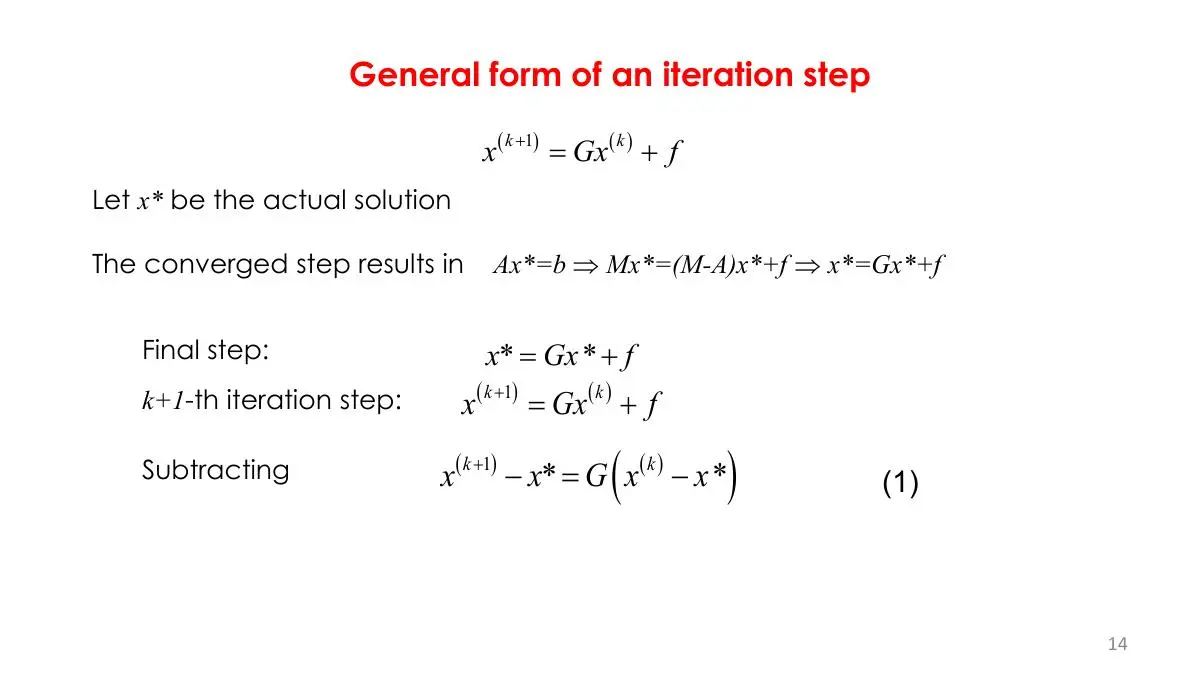 General form of an iteration step
x^(k+1) = Gx^(k) + f
Let x* be the actual solution
The converged step results in Ax*=b ⇒ Mx*=(M-A)x*+f ⇒ x*=Gx*+f
Final step: x* = Gx* + f
k+1-th iteration step: x^(k+1) = Gx^(k) + f
Subtracting x^(k+1) − x* = G(x^(k) − x*) (1)
14